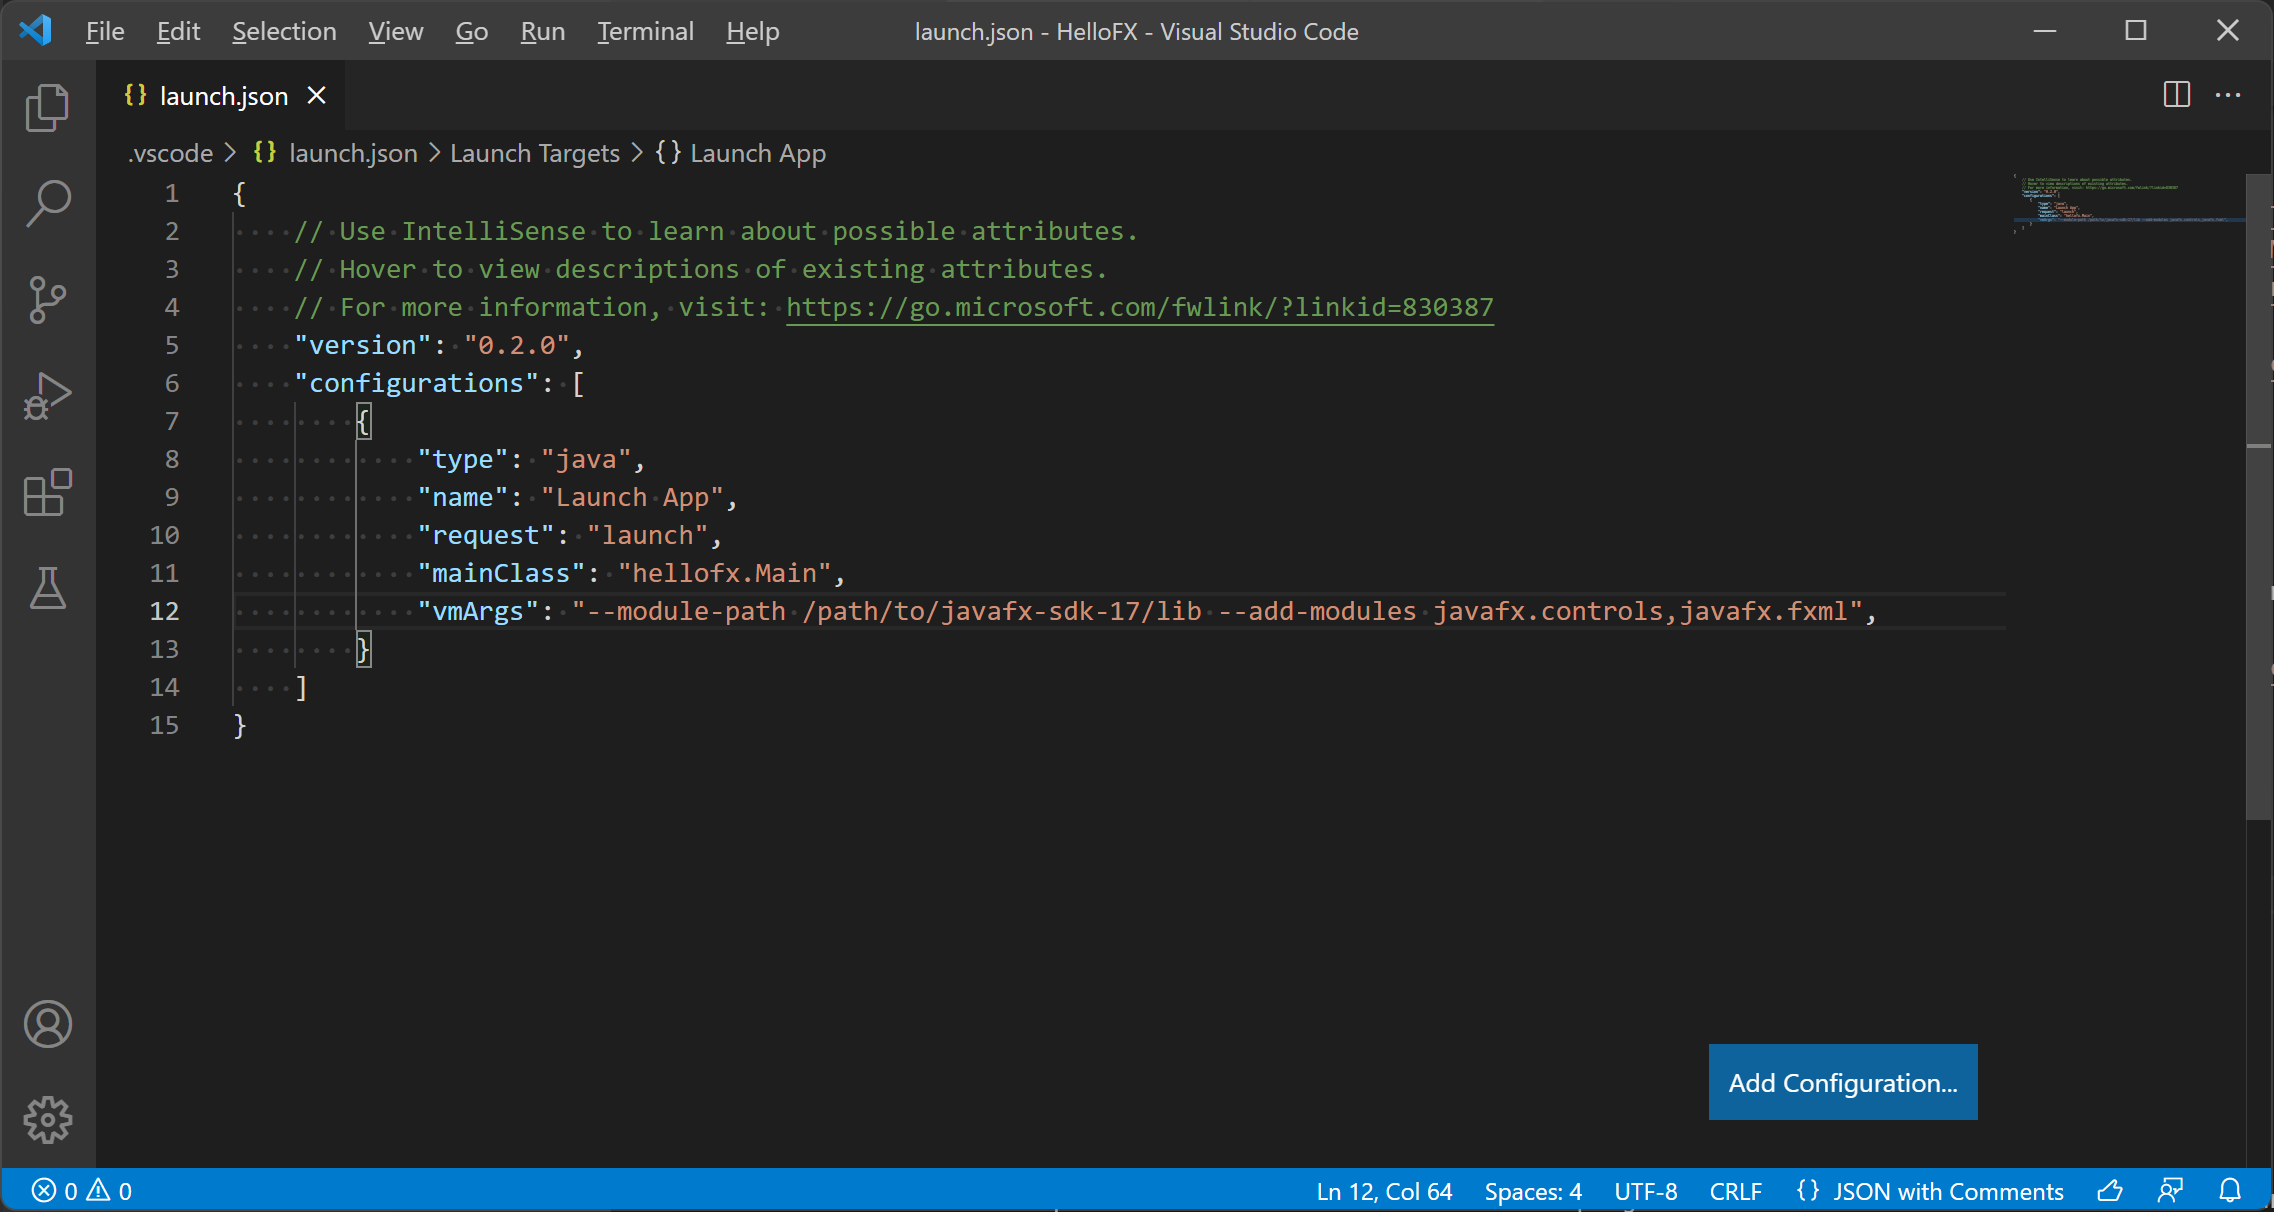 File Edit Selection View Go Run Terminal Help launch.json - HelloFX - Visual Studio Code
{} launch.json
.vscode > {} launch.json > Launch Targets > {} Launch App
1 {
2 // Use IntelliSense to learn about possible attributes.
3 // Hover to view descriptions of existing attributes.
4 // For more information, visit: https://go.microsoft.com/fwlink/?linkid=830387
5 "version": "0.2.0",
6 "configurations": [
7 {
8 "type": "java",
9 "name": "Launch App",
10 "request": "launch",
11 "mainClass": "hellofx.Main",
12 "vmArgs": "--module-path /path/to/javafx-sdk-17/lib --add-modules javafx.controls,javafx.fxml",
13 }
14 ]
15 }
Add Configuration...
0 0 Ln 12, Col 64 Spaces: 4 UTF-8 CRLF {} JSON with Comments